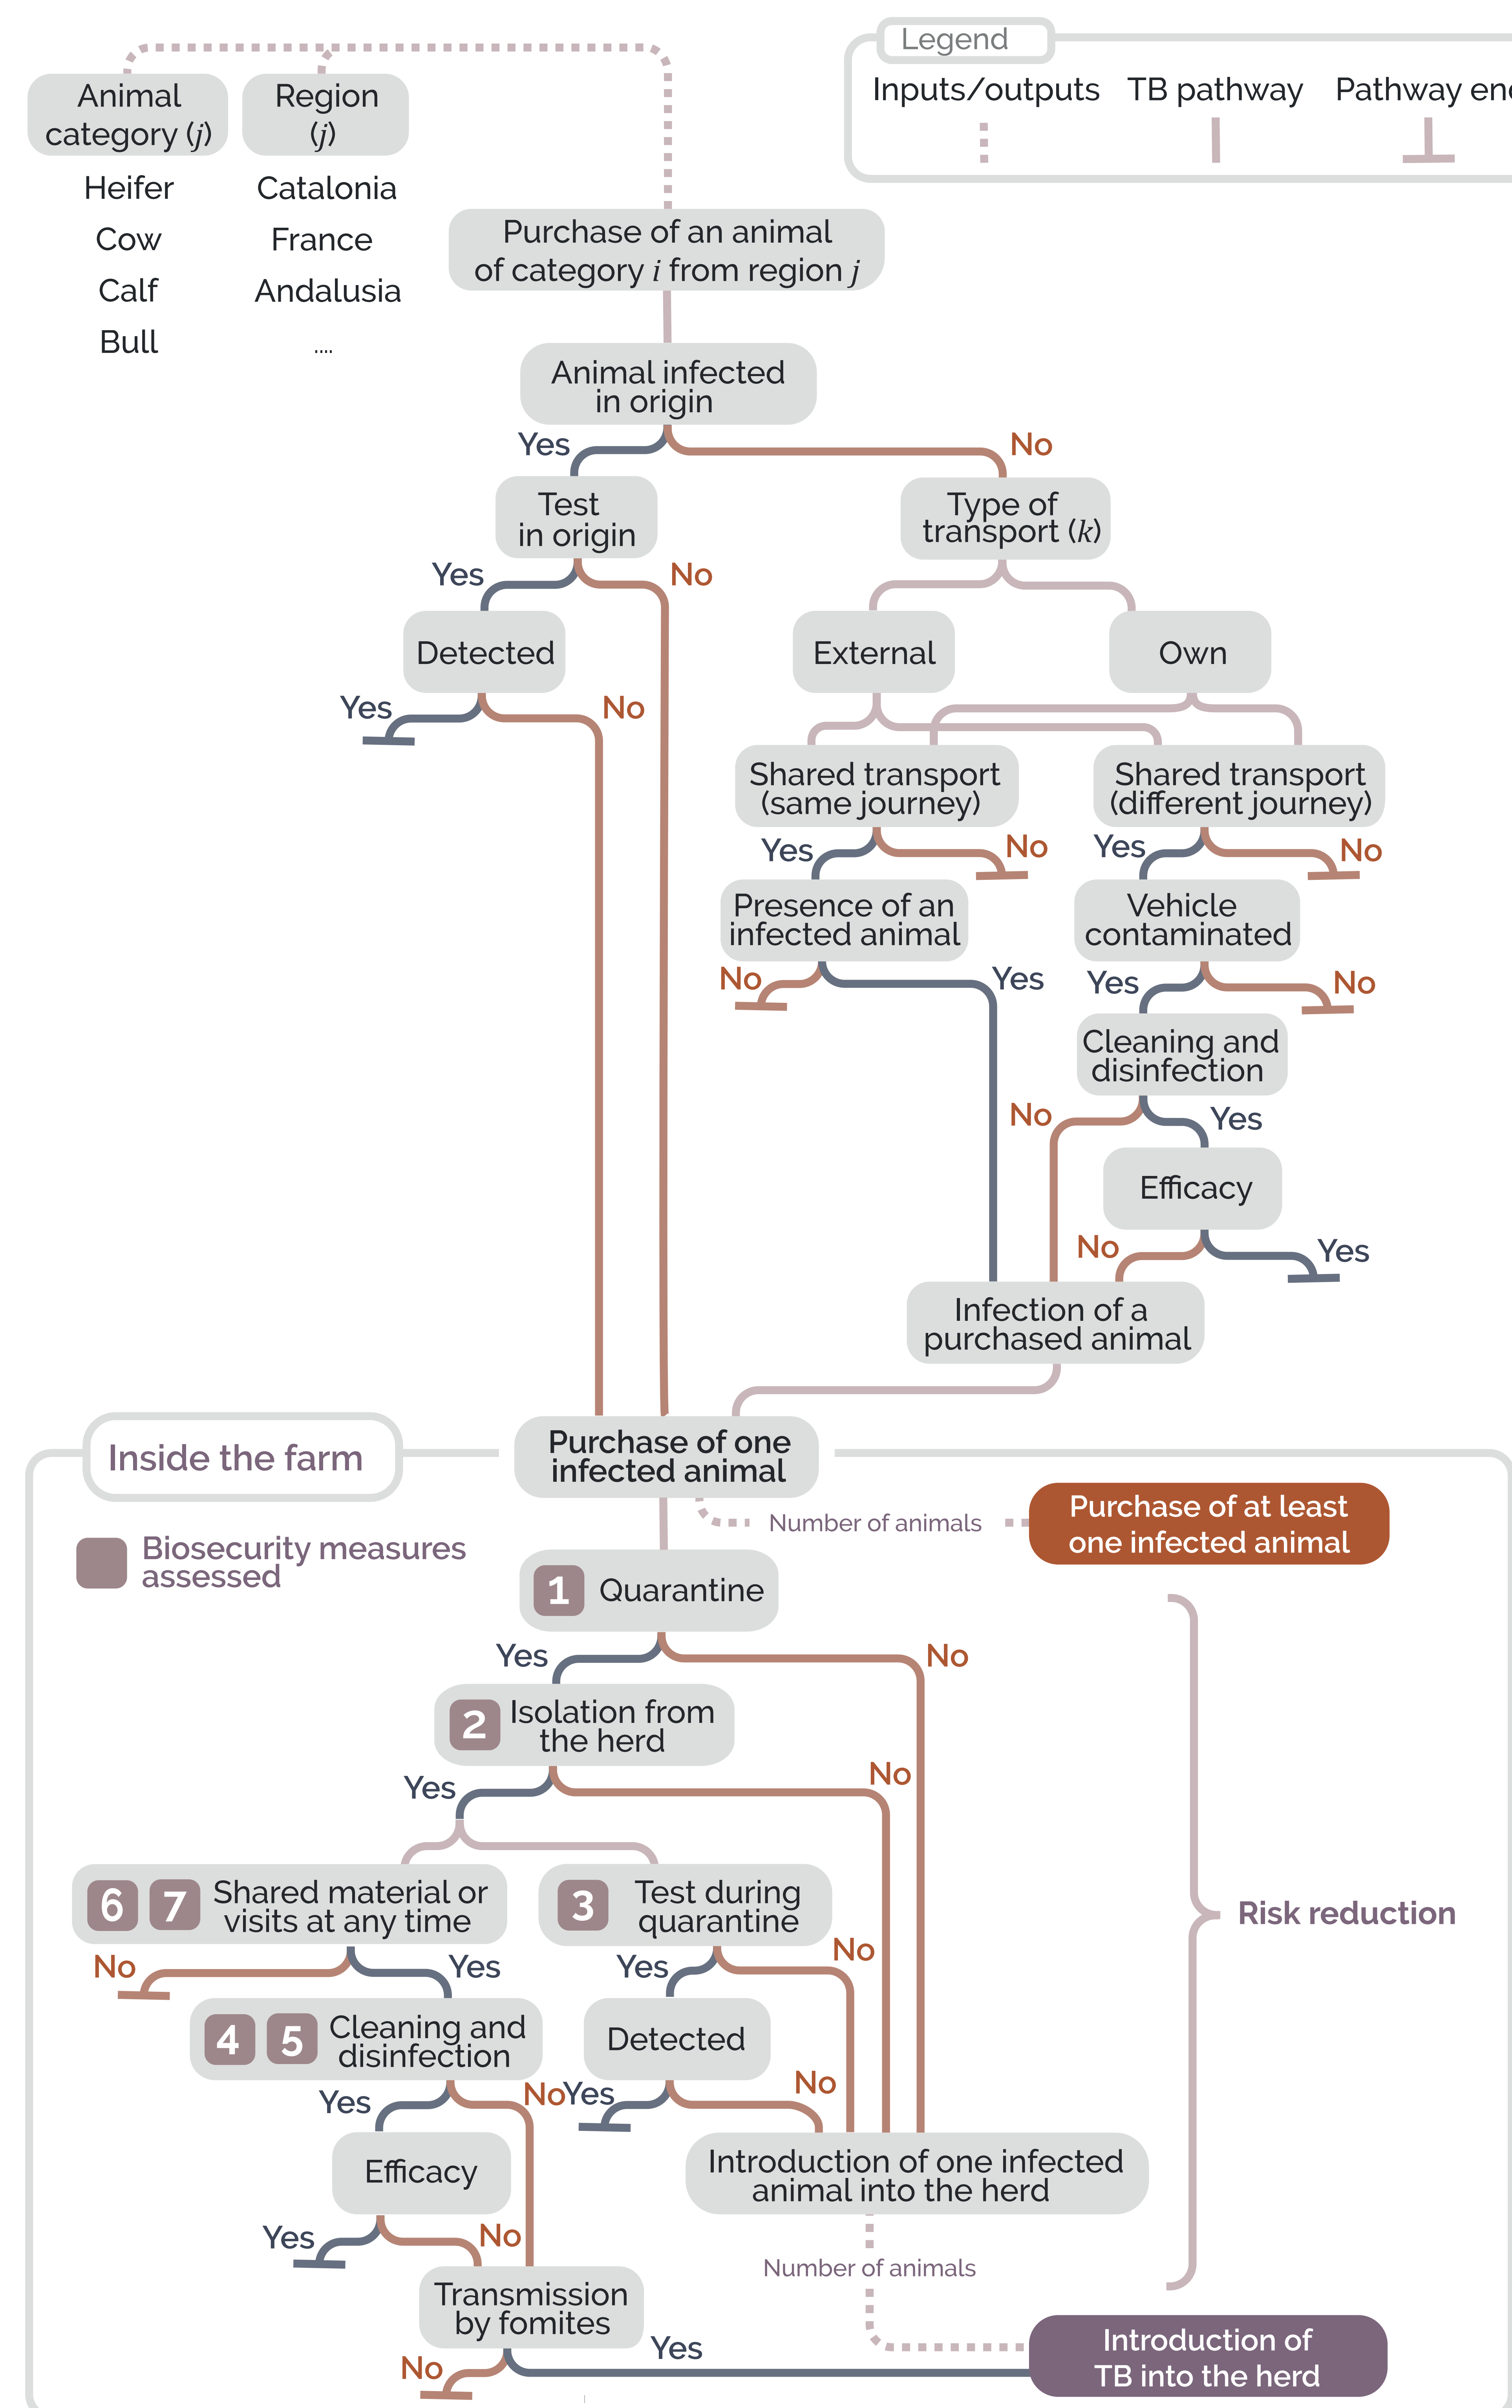 Legend
Inputs/outputs
TB pathway
Pathway end
Animal
category (j)
Region
(j)
Heifer
Catalonia
Cow
France
Calf
Andalusia
Bull
....
Purchase of an animal
of category i from region j
Animal infected
in origin
Yes
No
Test
in origin
Type of
transport (k)
Yes
No
Detected
External
Own
Yes
No
Shared transport
(same journey)
Shared transport
(different journey)
Yes
No
Yes
No
Presence of an
infected animal
Vehicle
contaminated
No
Yes
Yes
No
Cleaning and
disinfection
No
Yes
Efficacy
No
Yes
Infection of a
purchased animal
Inside the farm
Purchase of one
infected animal
Number of animals
Purchase of at least
one infected animal
Biosecurity measures
assessed
1 Quarantine
Yes
No
2 Isolation from
the herd
Yes
No
6 7 Shared material or
visits at any time
3 Test during
quarantine
Risk reduction
No
Yes
Yes
No
4 5 Cleaning and
disinfection
Detected
Yes
No
Yes
No
Efficacy
Introduction of one infected
animal into the herd
Yes
No
Number of animals
Transmission
by fomites
No
Yes
Introduction of
TB into the herd